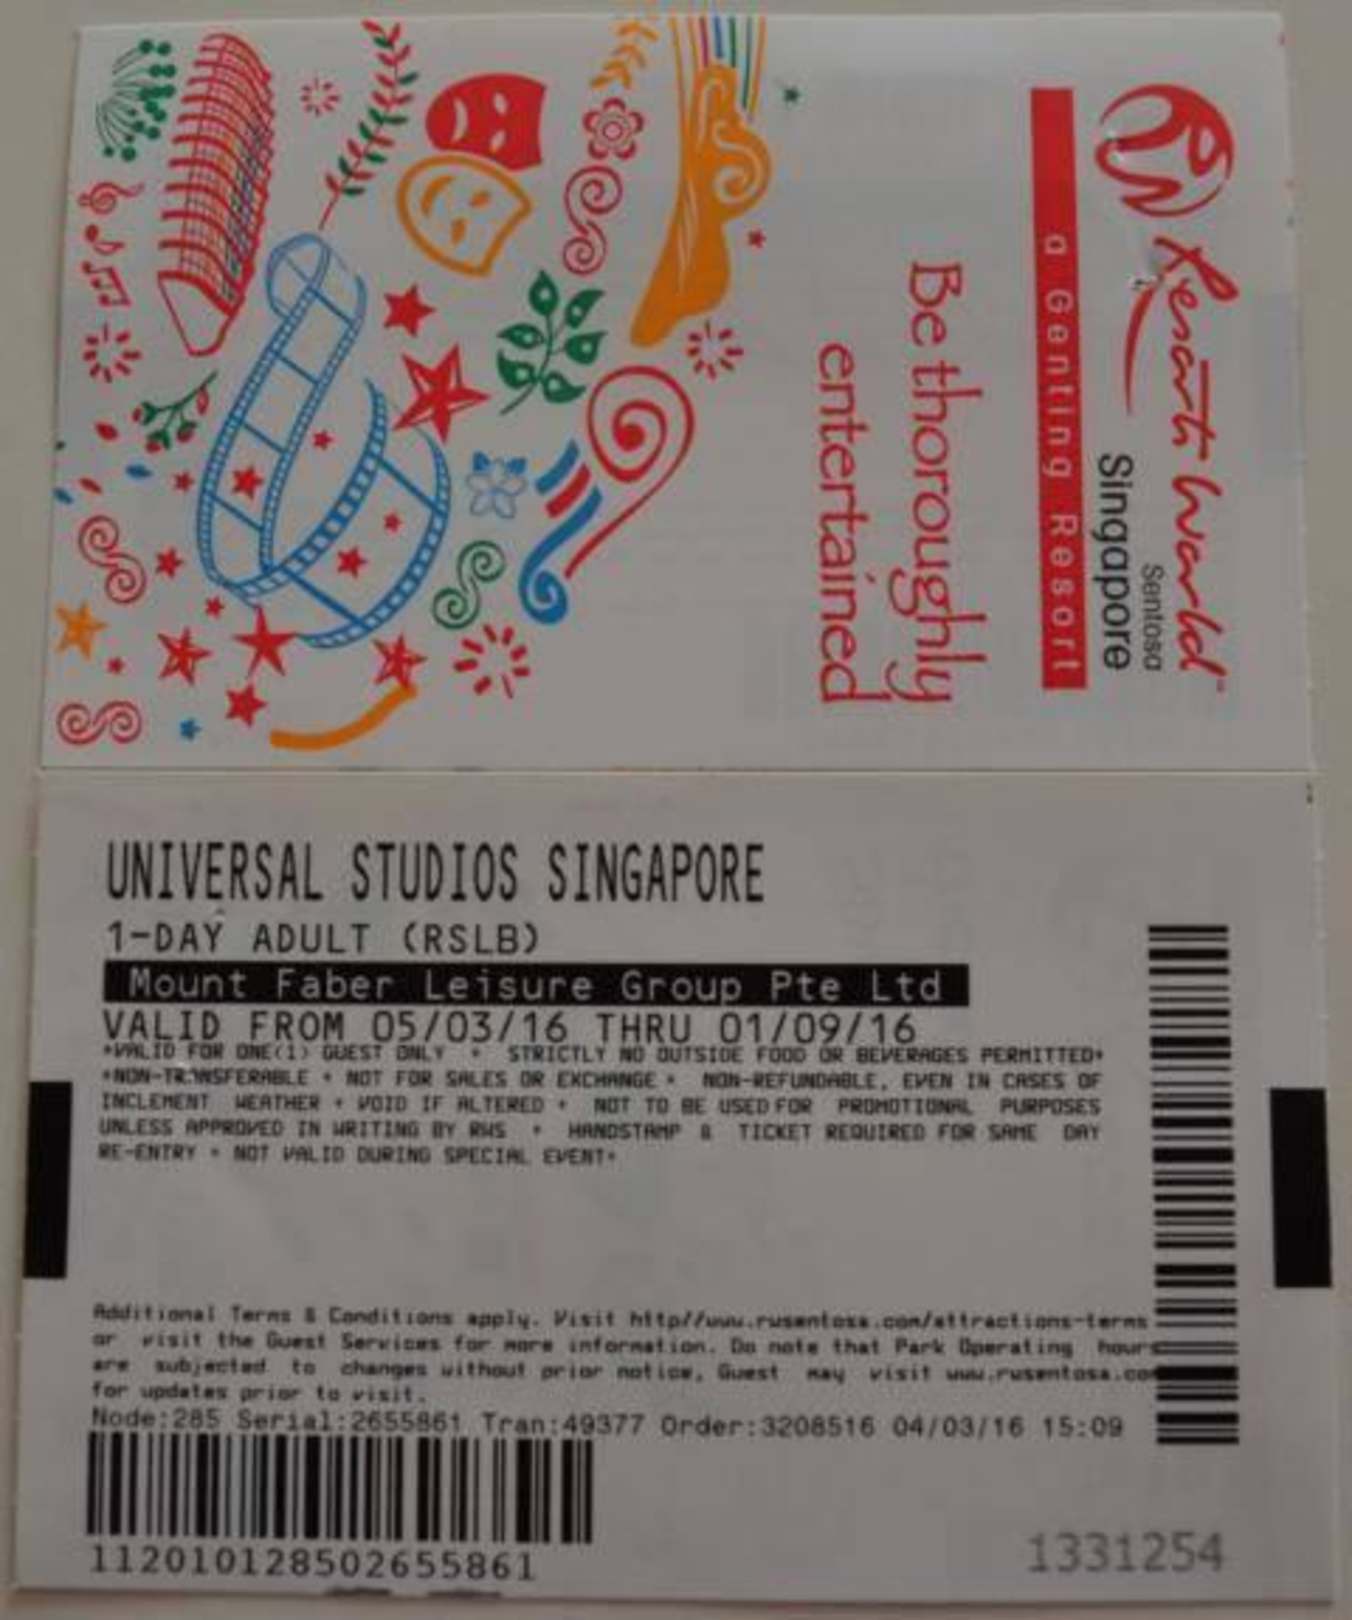 Resorts World™
Sentosa
Singapore
a Genting Resort
Be thoroughly
entertained
UNIVERSAL STUDIOS SINGAPORE
1-DAY ADULT (RSLB)
Mount Faber Leisure Group Pte Ltd
VALID FROM 05/03/16 THRU 01/09/16
*VALID FOR ONE(1) GUEST ONLY * STRICTLY NO OUTSIDE FOOD OR BEVERAGES PERMITTED*
*NON-TRANSFERABLE * NOT FOR SALES OR EXCHANGE * NON-REFUNDABLE, EVEN IN CASES OF
INCLEMENT WEATHER * VOID IF ALTERED * NOT TO BE USED FOR PROMOTIONAL PURPOSES
UNLESS APPROVED IN WRITING BY RWS * HANDSTAMP & TICKET REQUIRED FOR SAME DAY
RE-ENTRY * NOT VALID DURING SPECIAL EVENT*
Additional Terms & Conditions apply. Visit http//www.rwsentosa.com/attractions-terms
or visit the Guest Services for more information. Do note that Park Operating hours
are subjected to changes without prior notice, Guest may visit www.rwsentosa.com
for updates prior to visit.
Node:285 Serial:2655861 Tran:49377 Order:3208516 04/03/16 15:09
112010128502655861
1331254